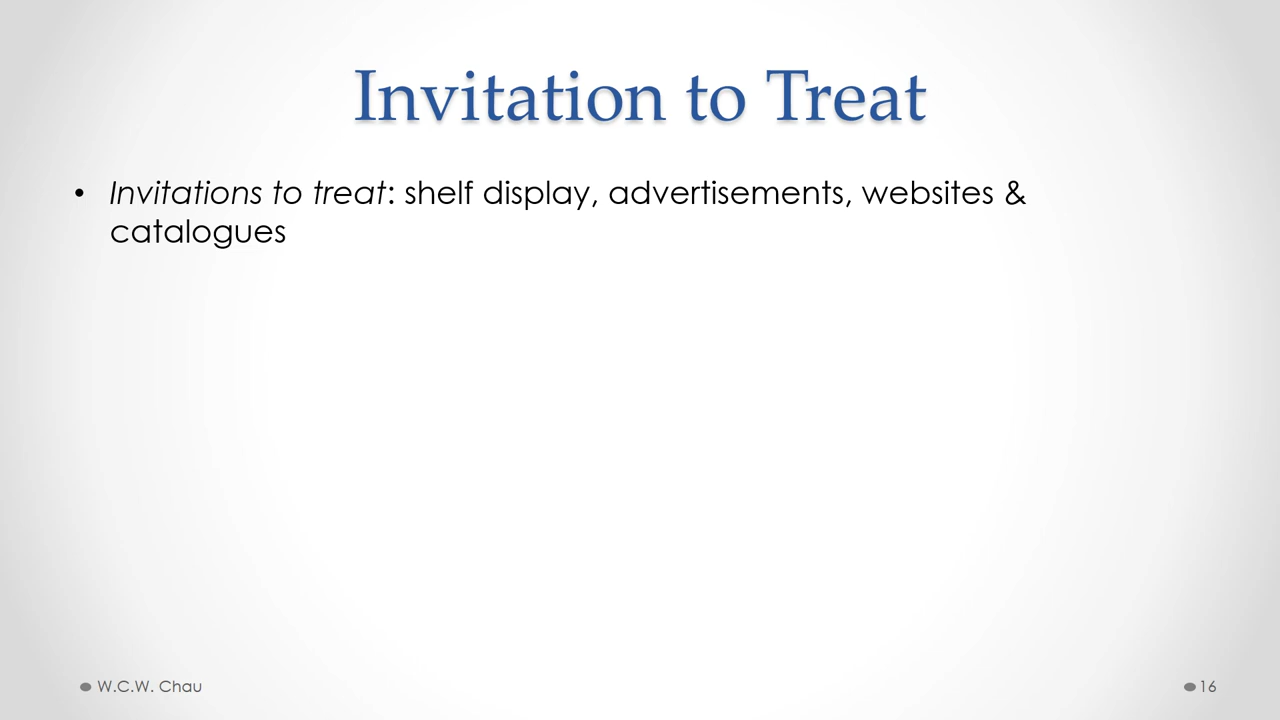 Invitation to Treat
• Invitations to treat: shelf display, advertisements, websites &
catalogues
W.C.W. Chau
16